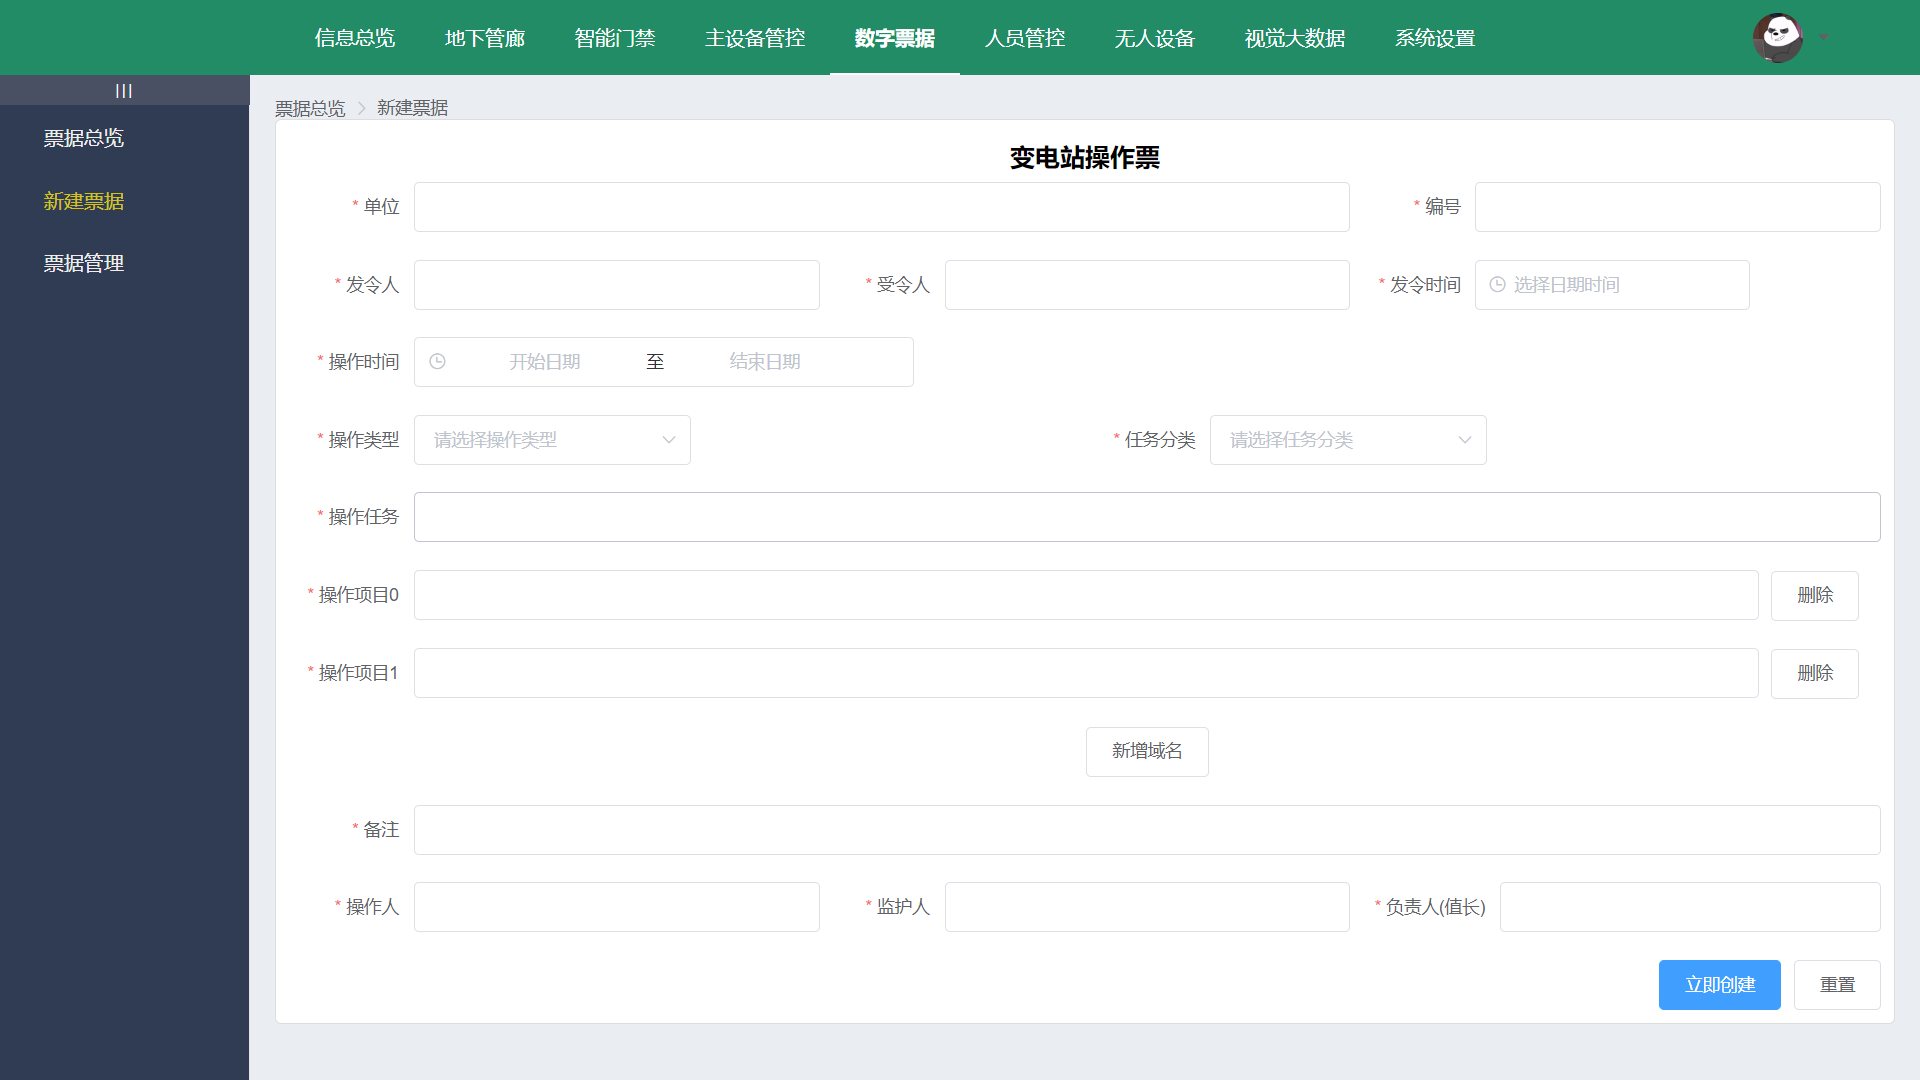 信息总览 地下管廊 智能门禁 主设备管控 数字票据 人员管控 无人设备 视觉大数据 系统设置
|||
票据总览
新建票据
票据管理
票据总览 > 新建票据
变电站操作票
* 单位 * 编号
* 发令人 * 受令人 * 发令时间 选择日期时间
* 操作时间 开始日期 至 结束日期
* 操作类型 请选择操作类型 * 任务分类 请选择任务分类
* 操作任务
* 操作项目0 删除
* 操作项目1 删除
新增域名
* 备注
* 操作人 * 监护人 * 负责人(值长)
立即创建 重置